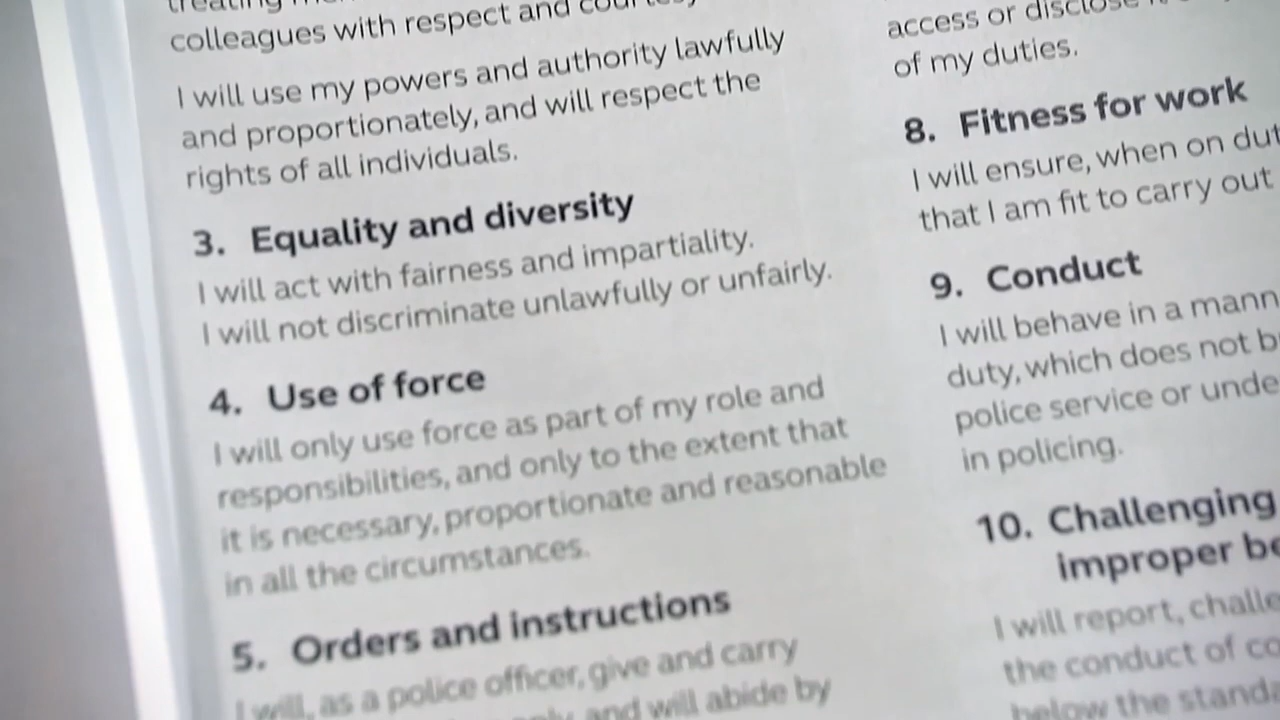 colleagues with respect and
I will use my powers and authority lawfully
and proportionately, and will respect the
rights of all individuals.
3. Equality and diversity
I will act with fairness and impartiality.
I will not discriminate unlawfully or unfairly.
4. Use of force
I will only use force as part of my role and
responsibilities, and only to the extent that
it is necessary, proportionate and reasonable
in all the circumstances.
5. Orders and instructions
I will, as a police officer, give and carry
and will abide by
access or disclose
of my duties.
8. Fitness for work
I will ensure, when on
that I am fit to carry out
9. Conduct
I will behave in a
duty, which does not
police service or
in policing.
10. Challenging
improper
I will report,
the conduct of
below the